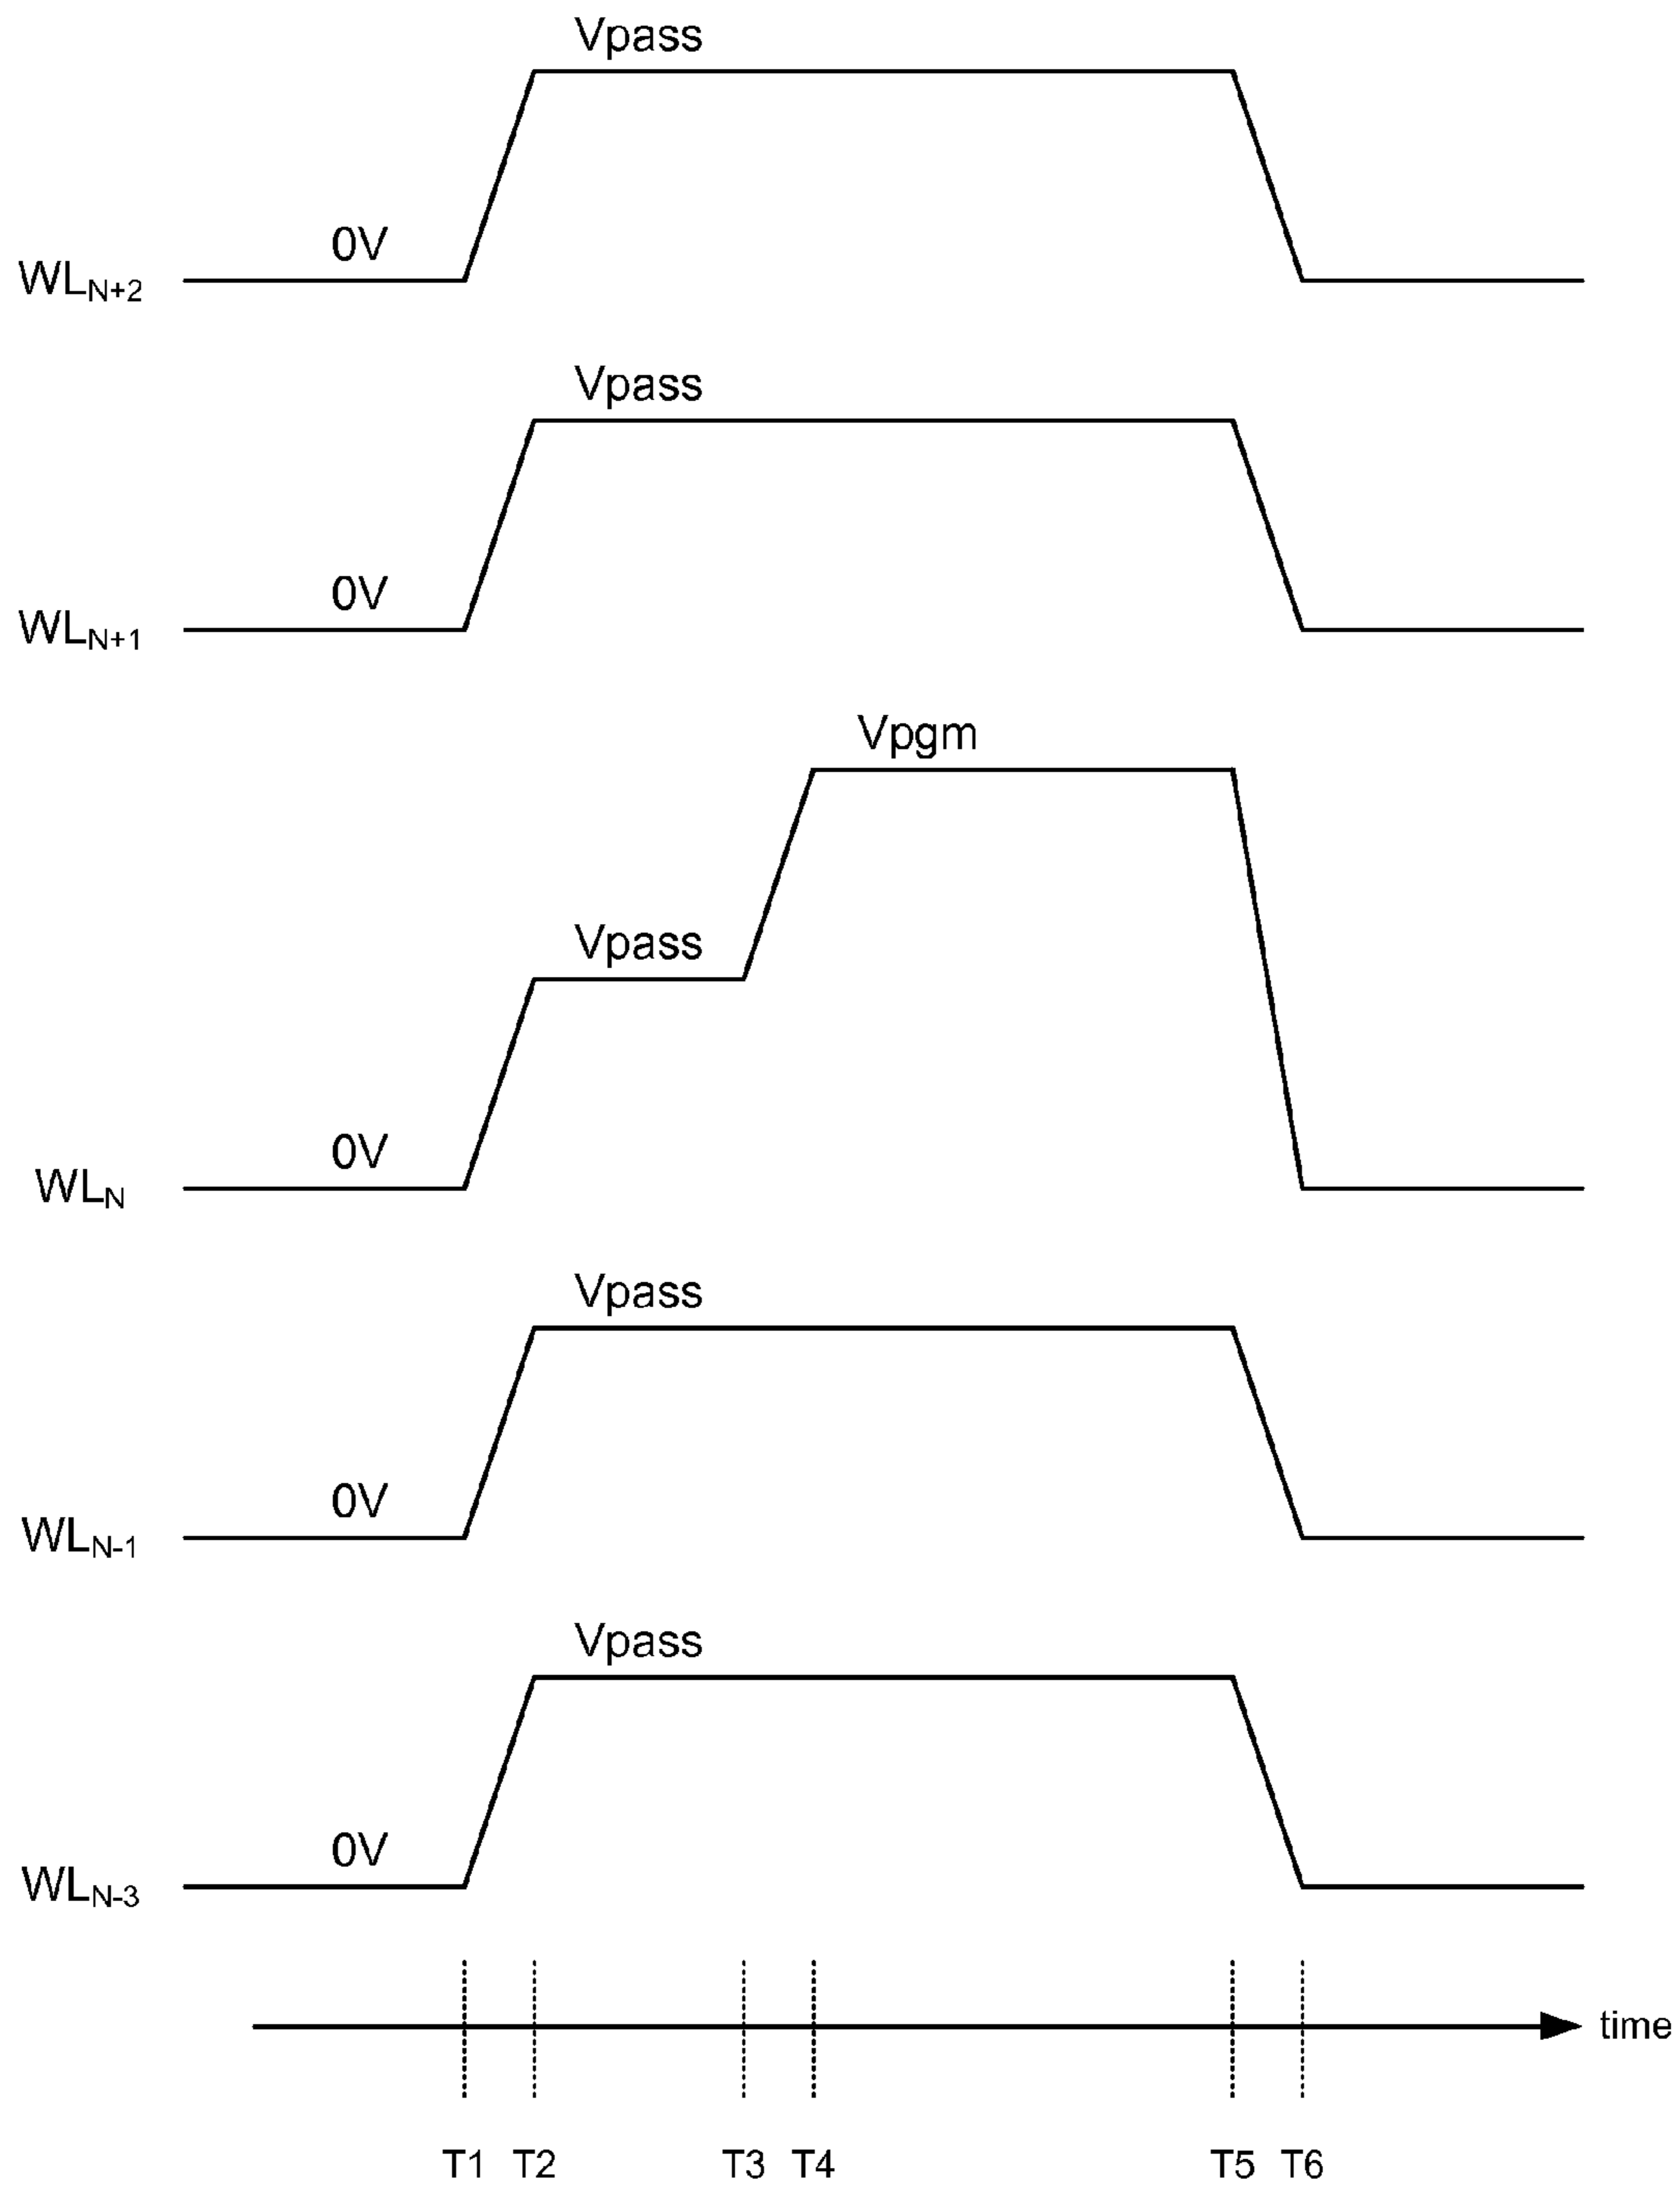 Vpass
0V
WLN+2
Vpass
0V
WLN+1
Vpgm
Vpass
0V
WLN
Vpass
0V
WLN-1
Vpass
0V
WLN-3
time
T1 T2 T3 T4 T5 T6